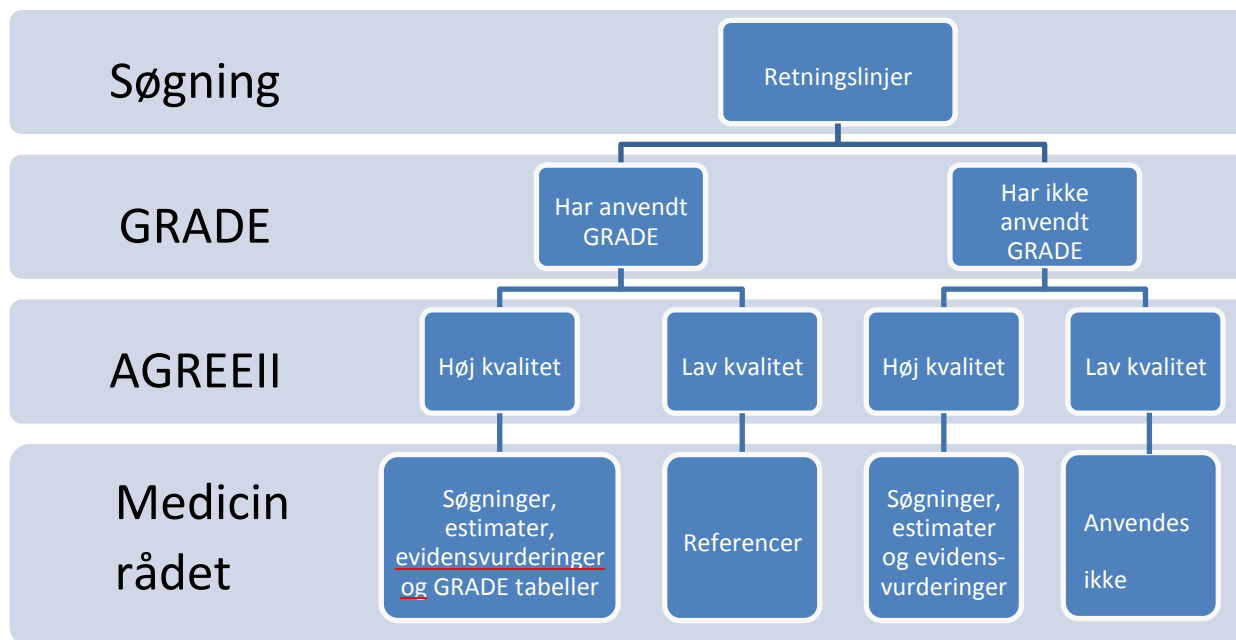 Søgning
Retningslinjer
GRADE
Har anvendt
GRADE
Har ikke
anvendt
GRADE
AGREEII
Høj kvalitet
Lav kvalitet
Høj kvalitet
Lav kvalitet
Medicin
rådet
Søgninger,
estimater,
evidensvurderinger
og GRADE tabeller
Referencer
Søgninger,
estimater
og evidens-
vurderinger
Anvendes
ikke